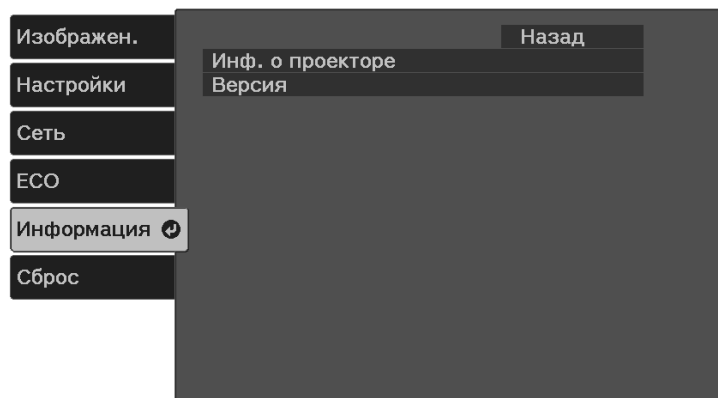 Изображен.
Настройки
Сеть
ECO
Информация
Сброс
Назад
Инф. о проекторе
Версия